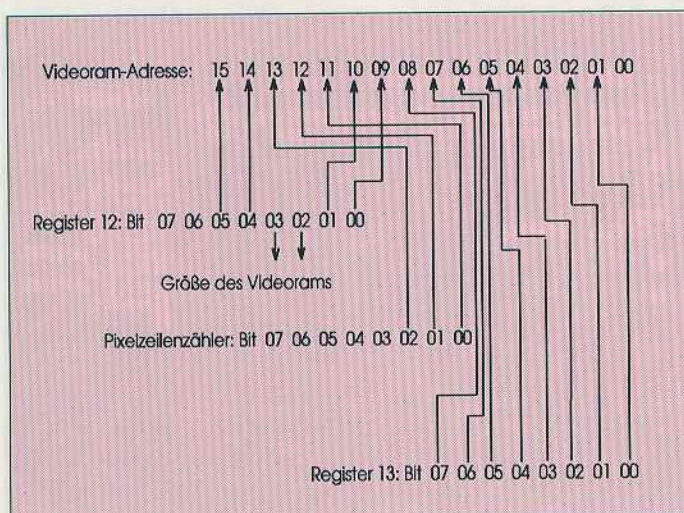 Videoram-Adresse: 15 14 13 12 11 10 09 08 07 06 05 04 03 02 01 00
Register 12: Bit 07 06 05 04 03 02 01 00
Größe des Videorams
Pixelzeilenzähler: Bit 07 06 05 04 03 02 01 00
Register 13: Bit 07 06 05 04 03 02 01 00